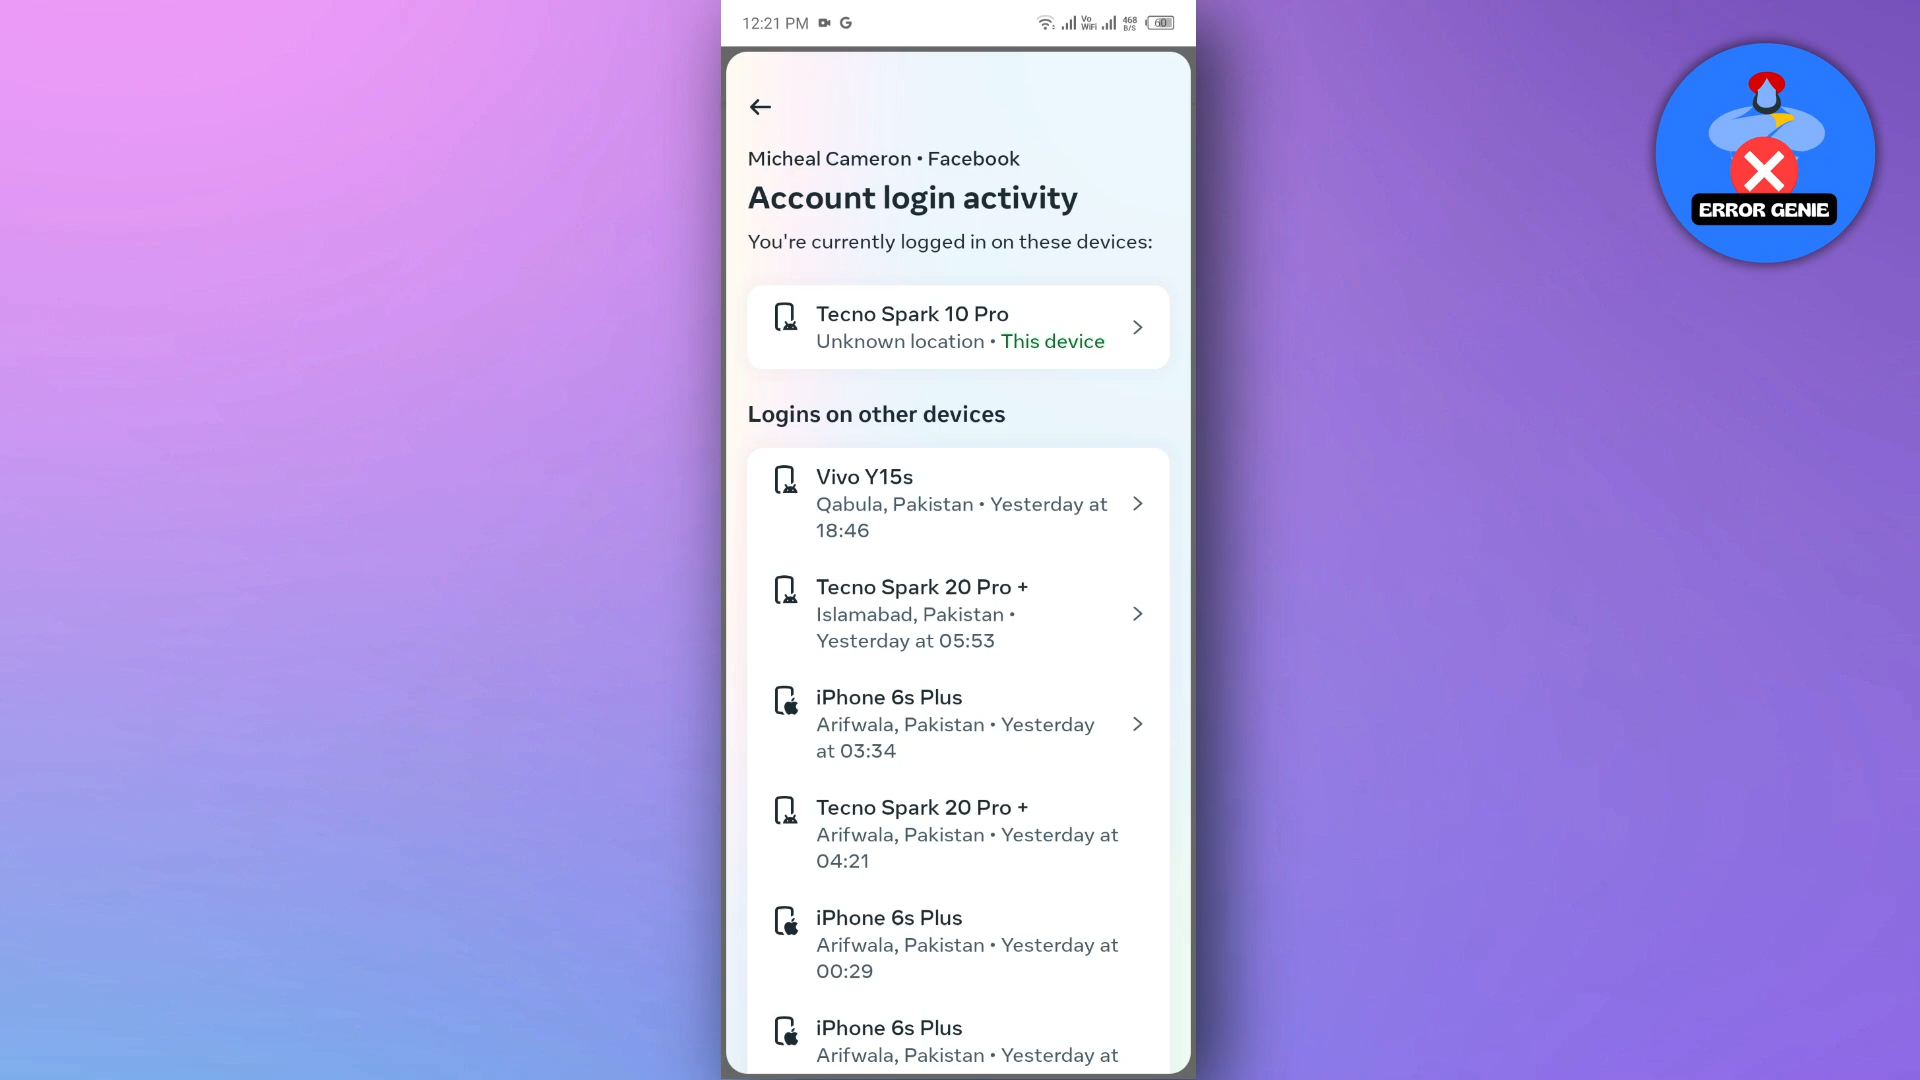 12:21 PM
Vo
WiFi
468
B/S
60
Micheal Cameron • Facebook
Account login activity
You're currently logged in on these devices:
Tecno Spark 10 Pro
Unknown location • This device
Logins on other devices
Vivo Y15s
Qabula, Pakistan • Yesterday at
18:46
Tecno Spark 20 Pro +
Islamabad, Pakistan •
Yesterday at 05:53
iPhone 6s Plus
Arifwala, Pakistan • Yesterday
at 03:34
Tecno Spark 20 Pro +
Arifwala, Pakistan • Yesterday at
04:21
iPhone 6s Plus
Arifwala, Pakistan • Yesterday at
00:29
iPhone 6s Plus
Arifwala, Pakistan • Yesterday at
ERROR GENIE